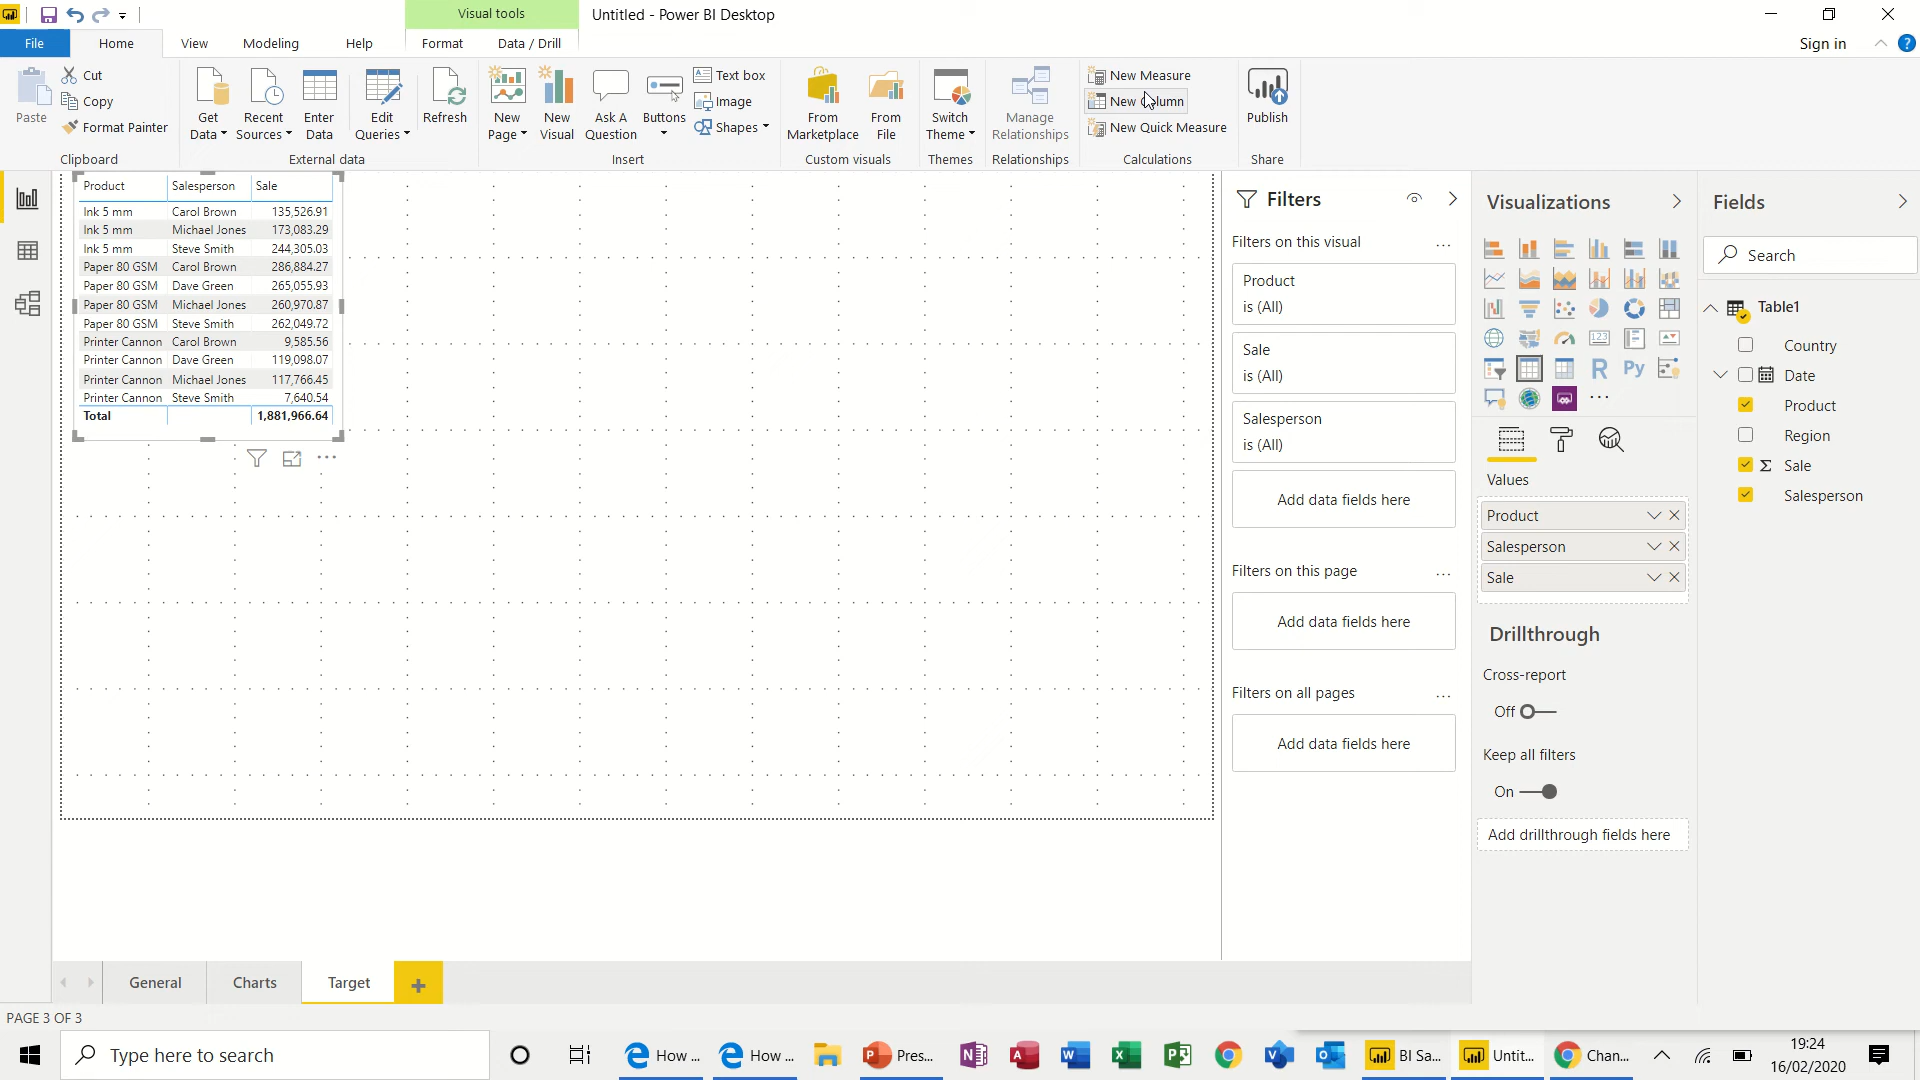 Visual tools
Untitled - Power BI Desktop
File Home View Modeling Help Format Data / Drill
Sign in
?
Paste
Cut
Copy
Format Painter
Clipboard
Get Data
Recent Sources
Enter Data
Edit Queries
Refresh
External data
New Page
New Visual
Ask A Question
Buttons
Text box
Image
Shapes
Insert
From Marketplace
From File
Custom visuals
Switch Theme
Themes
Manage Relationships
Relationships
New Measure
New Column
New Quick Measure
Calculations
Publish
Share
Product Salesperson Sale
Ink 5 mm Carol Brown 135,526.91
Ink 5 mm Michael Jones 173,083.29
Ink 5 mm Steve Smith 244,305.03
Paper 80 GSM Carol Brown 286,884.27
Paper 80 GSM Dave Green 265,055.93
Paper 80 GSM Michael Jones 260,970.87
Paper 80 GSM Steve Smith 262,049.72
Printer Cannon Carol Brown 9,585.56
Printer Cannon Dave Green 119,098.07
Printer Cannon Michael Jones 117,766.45
Printer Cannon Steve Smith 7,640.54
Total 1,881,966.64
Filters
Filters on this visual ...
Product
is (All)
Sale
is (All)
Salesperson
is (All)
Add data fields here
Filters on this page ...
Add data fields here
Filters on all pages ...
Add data fields here
Visualizations
123
R Py
...
Values
Product
Salesperson
Sale
Drillthrough
Cross-report
Off
Keep all filters
On
Add drillthrough fields here
Fields
Search
Table1
Country
Date
Product
Region
Σ Sale
Salesperson
General Charts Target +
PAGE 3 OF 3
Type here to search
How ...
How ...
Pres...
BI Sa...
Untit...
Chan...
19:24
16/02/2020